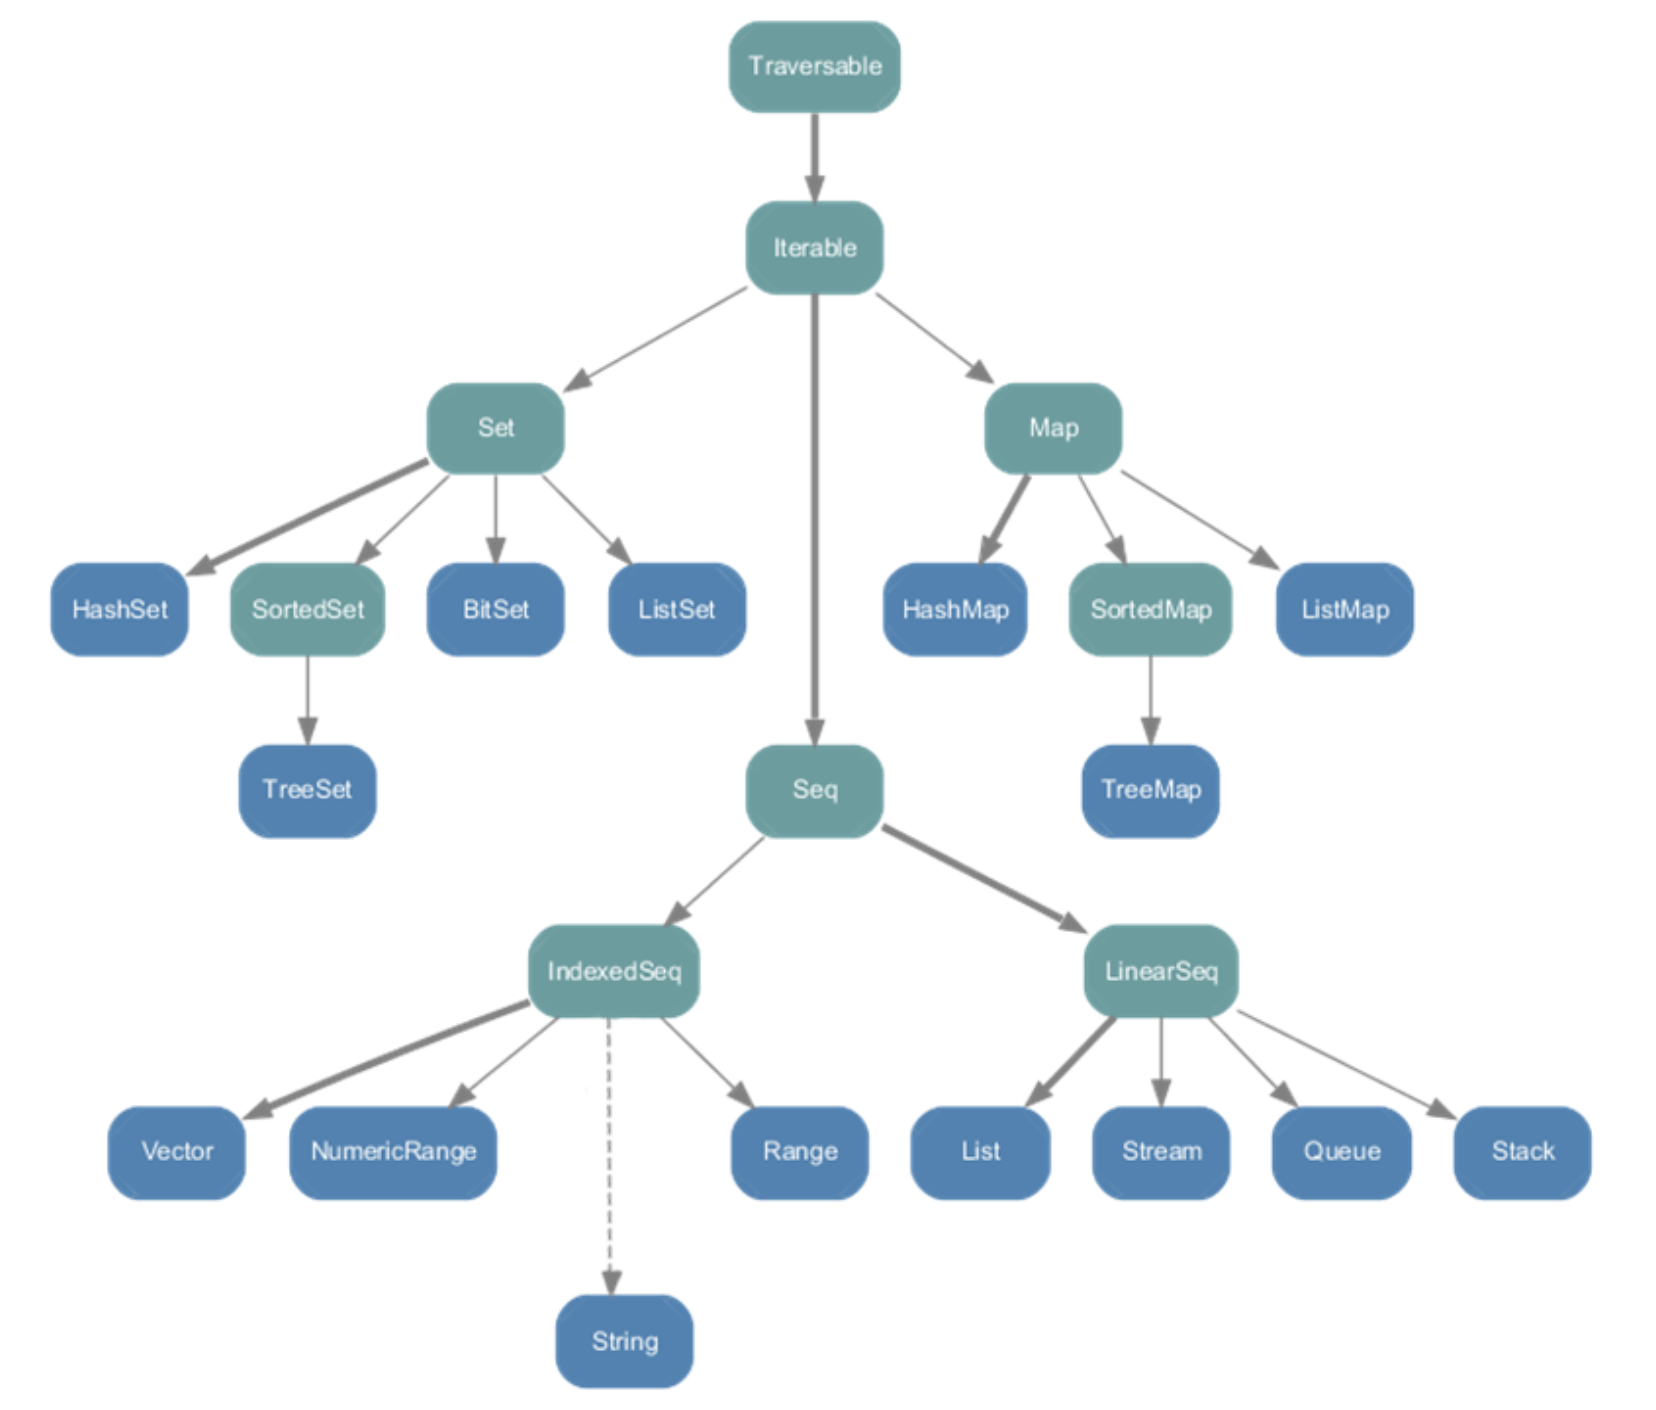 Traversable
Iterable
Set
Map
HashSet
SortedSet
BitSet
ListSet
HashMap
SortedMap
ListMap
TreeSet
Seq
TreeMap
IndexedSeq
LinearSeq
Vector
NumericRange
Range
List
Stream
Queue
Stack
String